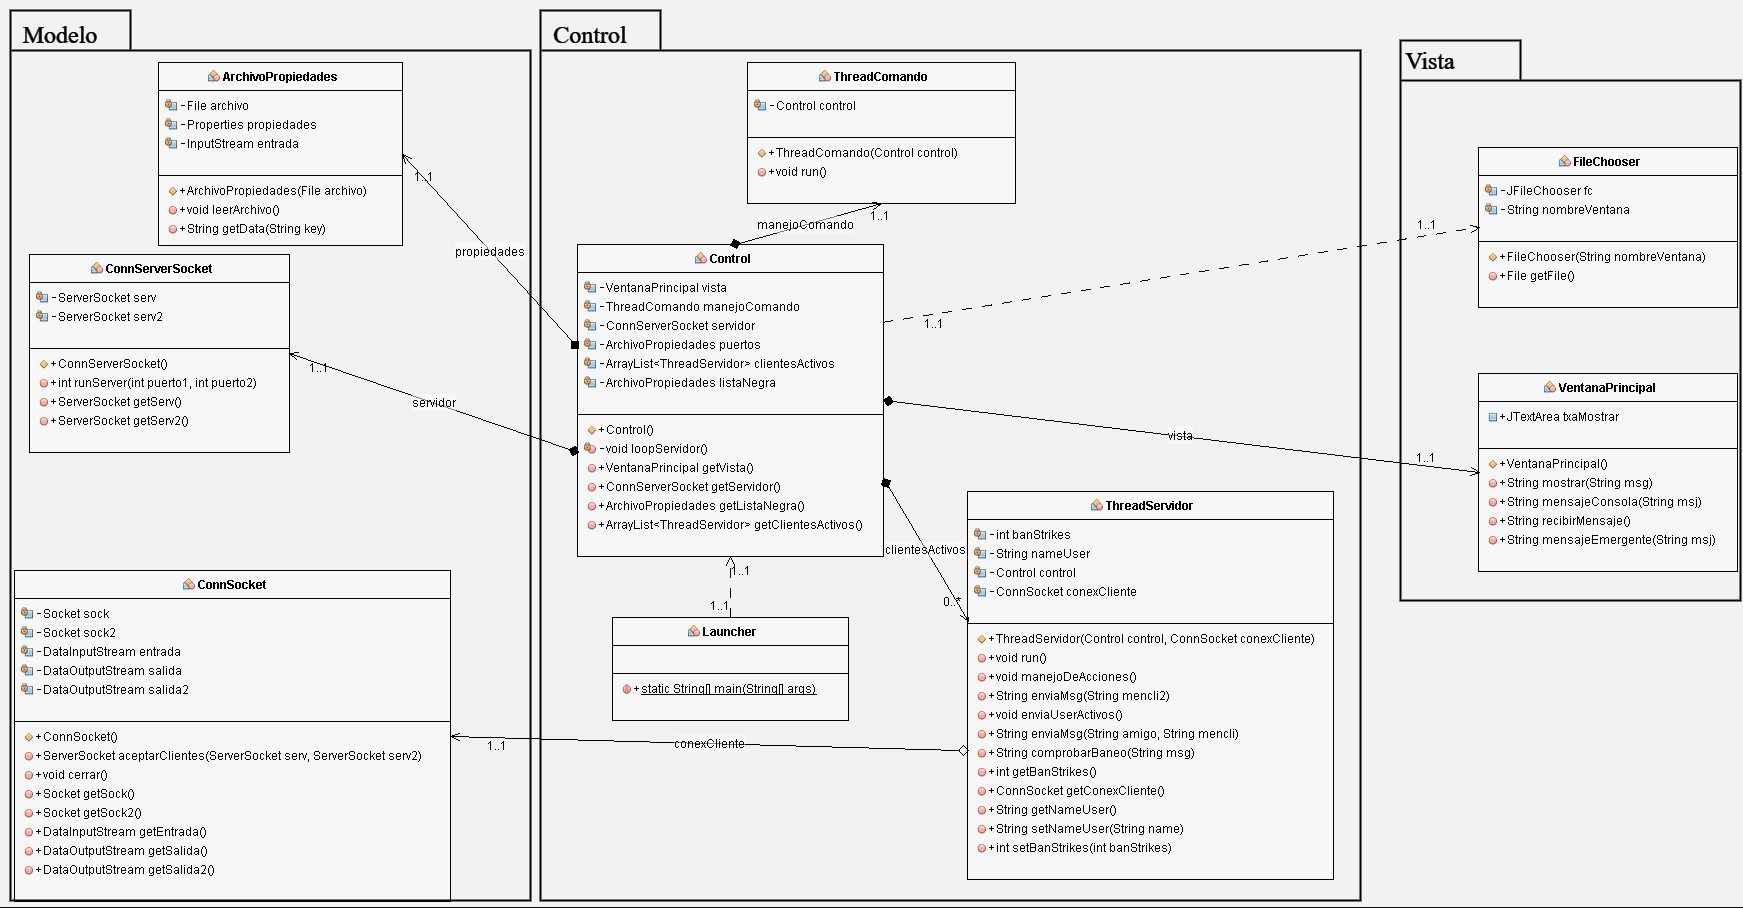 Modelo
ArchivoPropiedades
-File archivo
-Properties propiedades
-InputStream entrada
+ArchivoPropiedades(File archivo)
+void leerArchivo()
+String getData(String key)
1..1
propiedades
ConnServerSocket
-ServerSocket serv
-ServerSocket serv2
+ConnServerSocket()
+int runServer(int puerto1, int puerto2)
+ServerSocket getServ()
+ServerSocket getServ2()
1..1
servidor
ConnSocket
-Socket sock
-Socket sock2
-DataInputStream entrada
-DataOutputStream salida
-DataOutputStream salida2
+ConnSocket()
+ServerSocket aceptarClientes(ServerSocket serv, ServerSocket serv2)
+void cerrar()
+Socket getSock()
+Socket getSock2()
+DataInputStream getEntrada()
+DataOutputStream getSalida()
+DataOutputStream getSalida2()
1..1
conexCliente
Control
ThreadComando
-Control control
+ThreadComando(Control control)
+void run()
1..1
manejoComando
Control
-VentanaPrincipal vista
-ThreadComando manejoComando
-ConnServerSocket servidor
-ArchivoPropiedades puertos
-ArrayList<ThreadServidor> clientesActivos
-ArchivoPropiedades listaNegra
+Control()
-void loopServidor()
+VentanaPrincipal getVista()
+ConnServerSocket getServidor()
+ArchivoPropiedades getListaNegra()
+ArrayList<ThreadServidor> getClientesActivos()
1..1
1..1
Launcher
+static String[] main(String[] args)
clientesActivos
0..*
ThreadServidor
-int banStrikes
-String nameUser
-Control control
-ConnSocket conexCliente
+ThreadServidor(Control control, ConnSocket conexCliente)
+void run()
+void manejoDeAcciones()
+String enviaMsg(String mencli2)
+void enviaUserActivos()
+String enviaMsg(String amigo, String mencli)
+String comprobarBaneo(String msg)
+int getBanStrikes()
+ConnSocket getConexCliente()
+String getNameUser()
+String setNameUser(String name)
+int setBanStrikes(int banStrikes)
1..1
1..1
vista
1..1
Vista
FileChooser
-JFileChooser fc
-String nombreVentana
+FileChooser(String nombreVentana)
+File getFile()
VentanaPrincipal
+JTextArea txaMostrar
+VentanaPrincipal()
+String mostrar(String msg)
+String mensajeConsola(String msj)
+String recibirMensaje()
+String mensajeEmergente(String msj)